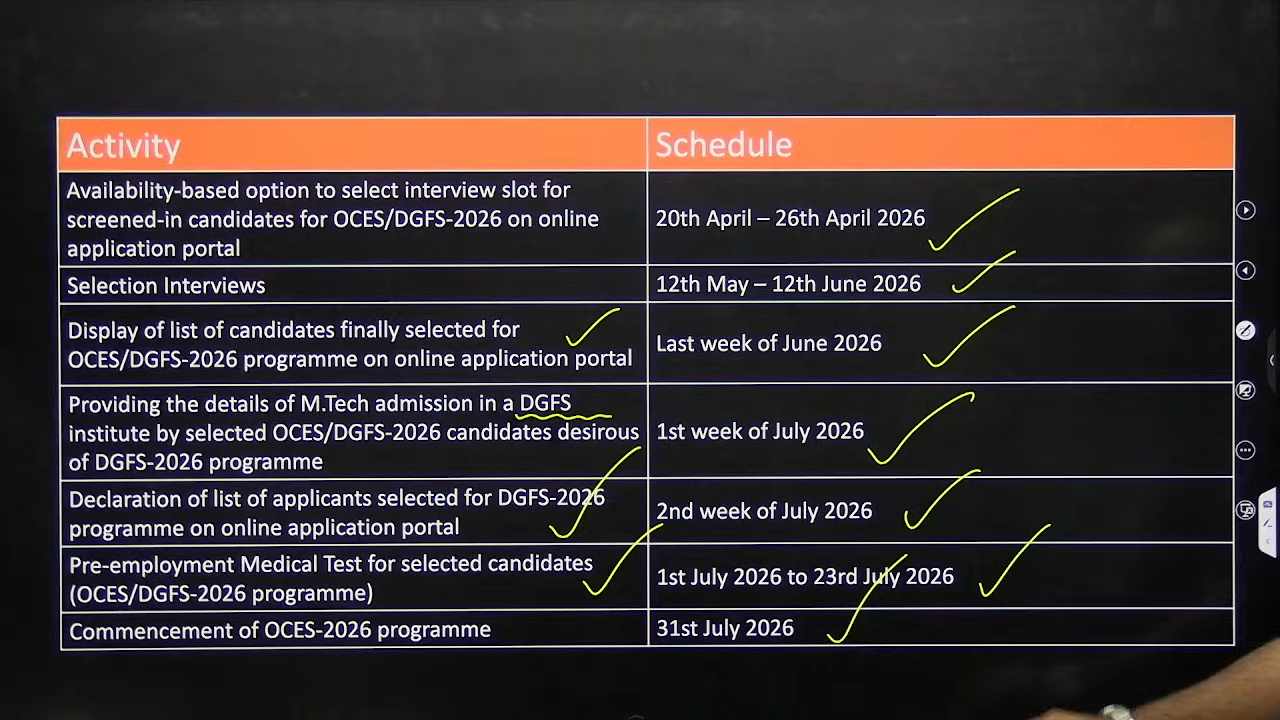 Activity
Schedule
Availability-based option to select interview slot for
screened-in candidates for OCES/DGFS-2026 on online
application portal
20th April – 26th April 2026
Selection Interviews
12th May – 12th June 2026
Display of list of candidates finally selected for
OCES/DGFS-2026 programme on online application portal
Last week of June 2026
Providing the details of M.Tech admission in a DGFS
institute by selected OCES/DGFS-2026 candidates desirous
of DGFS-2026 programme
1st week of July 2026
Declaration of list of applicants selected for DGFS-2026
programme on online application portal
2nd week of July 2026
Pre-employment Medical Test for selected candidates
(OCES/DGFS-2026 programme)
1st July 2026 to 23rd July 2026
Commencement of OCES-2026 programme
31st July 2026